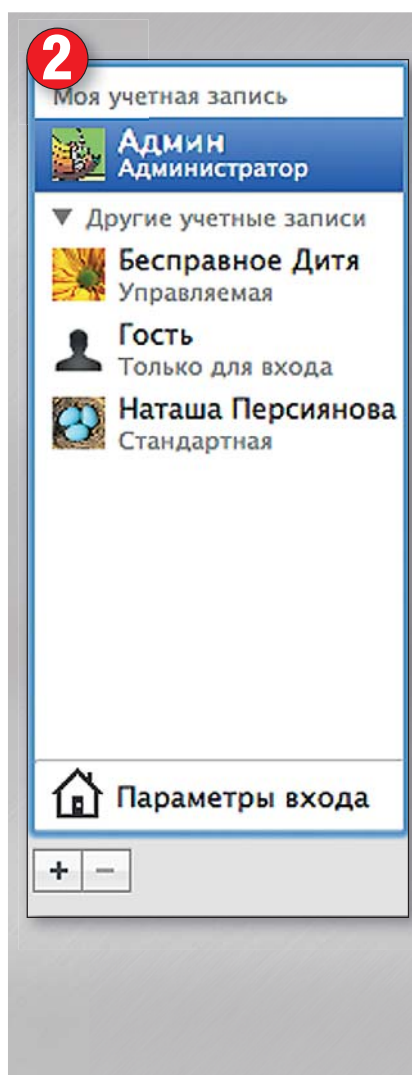 2
Моя учетная запись
Админ
Администратор
Другие учетные записи
Бесправное Дитя
Управляемая
Гость
Только для входа
Наташа Персиянова
Стандартная
Параметры входа
+ −